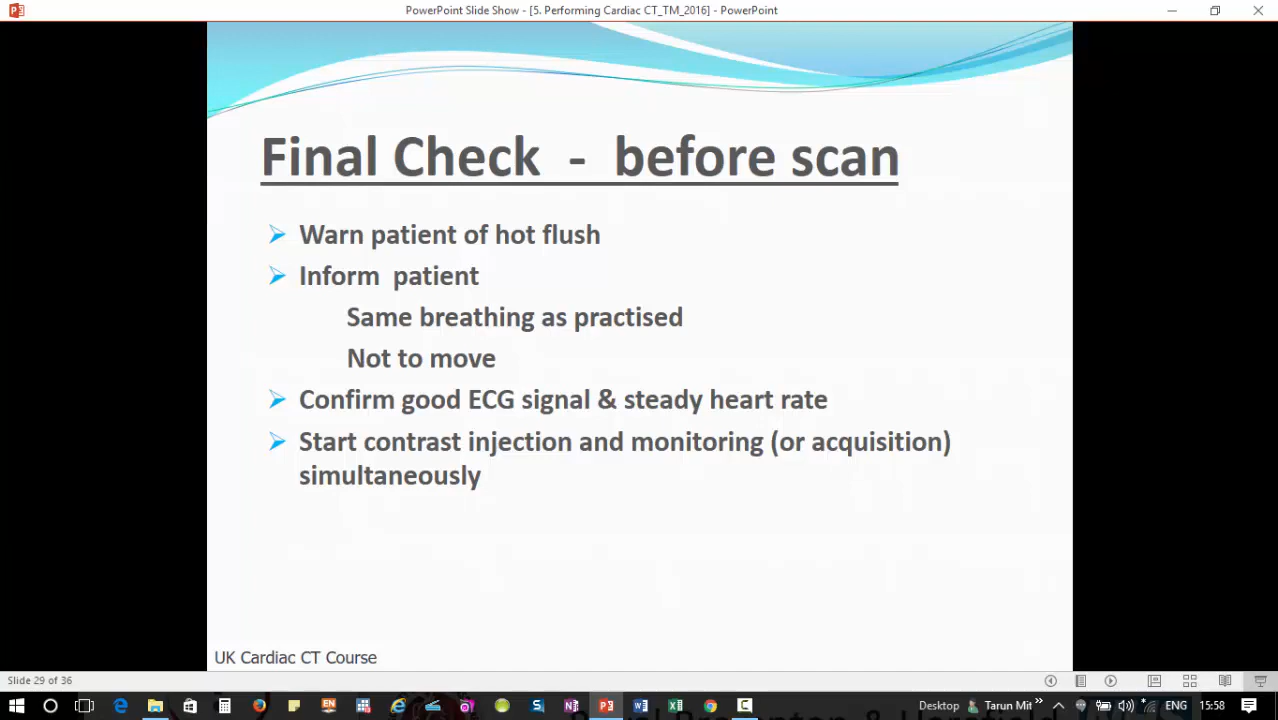 PowerPoint Slide Show - [5. Performing Cardiac CT_TM_2016] - PowerPoint
Final Check - before scan
Warn patient of hot flush
Inform patient
Same breathing as practised
Not to move
Confirm good ECG signal & steady heart rate
Start contrast injection and monitoring (or acquisition)
simultaneously
UK Cardiac CT Course
Slide 29 of 36
Desktop Tarun Mit ENG 15:58